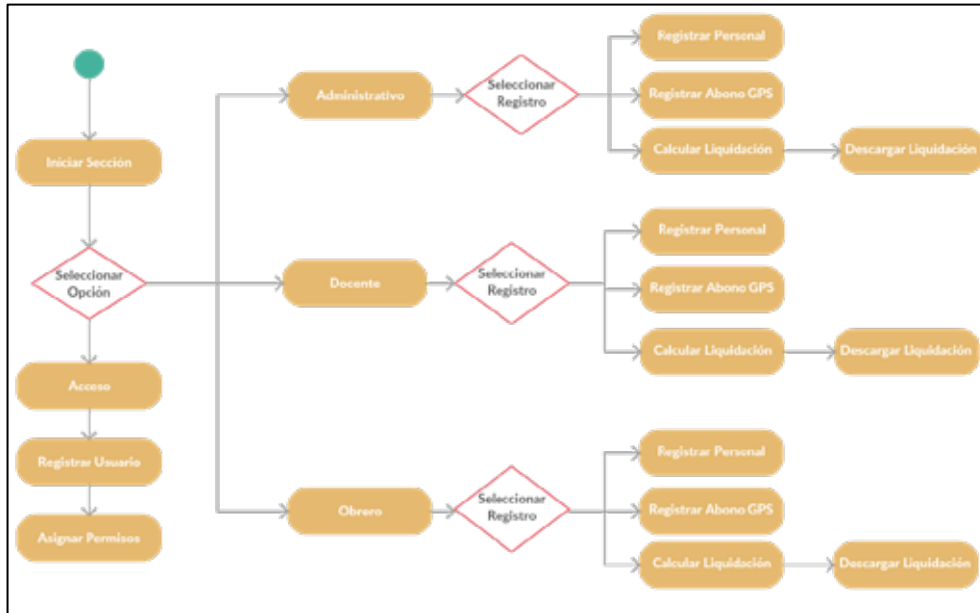 Iniciar Sección
Seleccionar
Opción
Acceso
Registrar Usuario
Asignar Permisos
Administrativo
Seleccionar
Registro
Registrar Personal
Registrar Abono GPS
Calcular Liquidación
Descargar Liquidación
Docente
Seleccionar
Registro
Registrar Personal
Registrar Abono GPS
Calcular Liquidación
Descargar Liquidación
Obrero
Seleccionar
Registro
Registrar Personal
Registrar Abono GPS
Calcular Liquidación
Descargar Liquidación